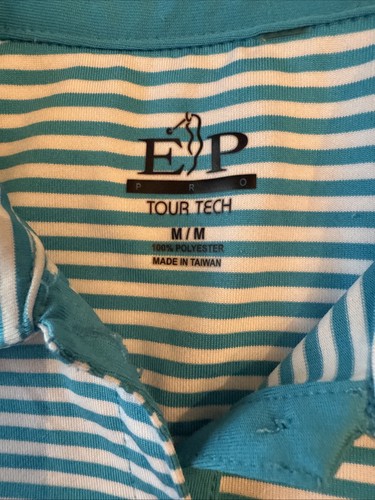 EP
PRO
TOUR TECH
M/M
100% POLYESTER
MADE IN TAIWAN